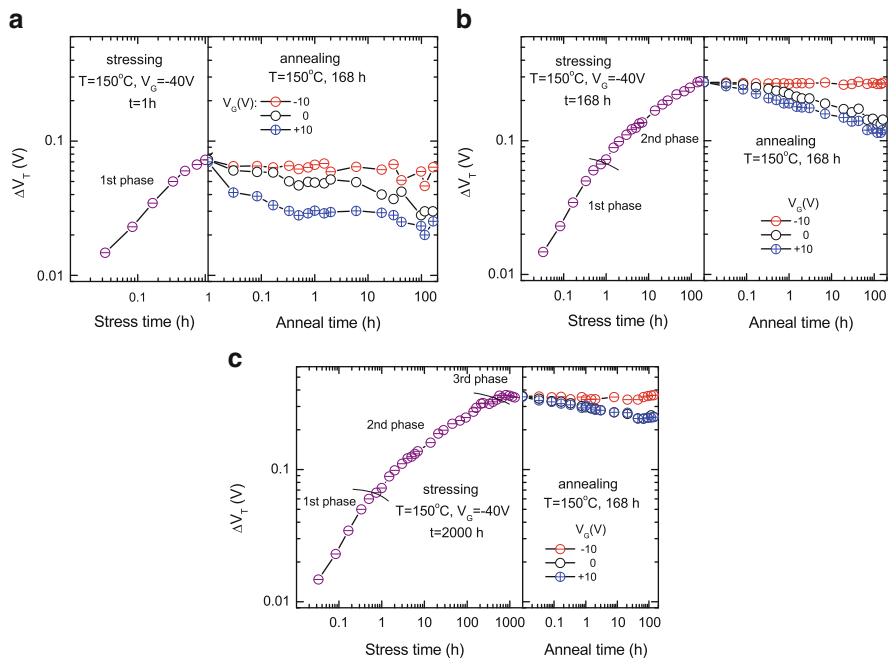 a
stressing
T=150°C, V_G=-40V
t=1h
annealing
T=150°C, 168 h
V_G(V):
-10
0
+10
1st phase
0.1
0.01
ΔV_T (V)
0.1
1
0.1
1
10
100
Stress time (h)
Anneal time (h)
b
stressing
T=150°C, V_G=-40V
t=168 h
2nd phase
1st phase
annealing
T=150°C, 168 h
V_G(V)
-10
0
+10
0.1
0.01
ΔV_T (V)
0.1
1
10
100
0.1
1
10
100
Stress time (h)
Anneal time (h)
c
3rd phase
2nd phase
1st phase
stressing
T=150°C, V_G=-40V
t=2000 h
annealing
T=150°C, 168 h
V_G(V)
-10
0
+10
0.1
0.01
ΔV_T (V)
0.1
1
10
100
1000
0.1
1
10
100
Stress time (h)
Anneal time (h)